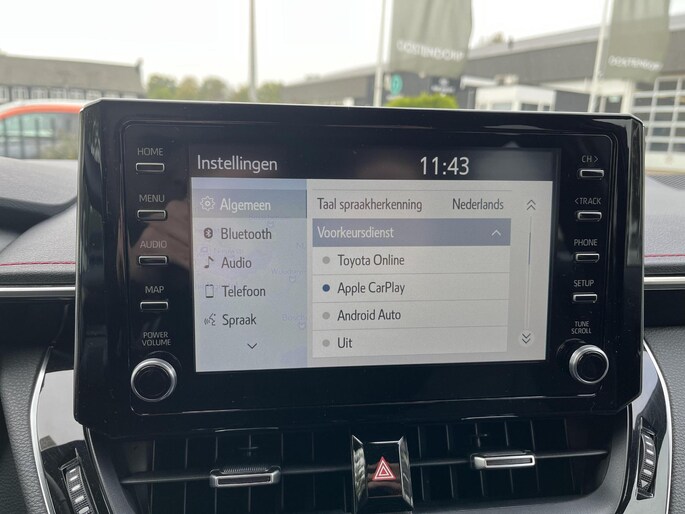 OOSTENDORP
HOME
MENU
AUDIO
MAP
POWER
VOLUME
Instellingen
11:43
Algemeen
Bluetooth
Audio
Telefoon
Spraak
Taal spraakherkenning Nederlands
Voorkeursdienst
Toyota Online
Apple CarPlay
Android Auto
Uit
CH >
< TRACK
PHONE
SETUP
TUNE
SCROLL